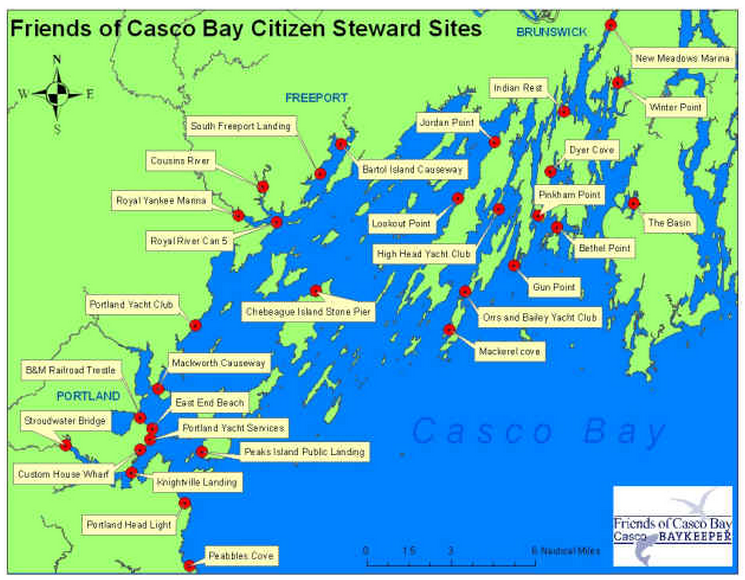 Friends of Casco Bay Citizen Steward Sites
BRUNSWICK
N
W
E
S
New Meadows Marina
Indian Rest
Winter Point
FREEPORT
South Freeport Landing
Jordan Point
Cousins River
Bartol Island Causeway
Dyer Cove
Royal Yankee Marina
Pinkham Point
Lookout Point
The Basin
Royal River Can 5
High Head Yacht Club
Bethel Point
Gun Point
Portland Yacht Club
Chebeague Island Stone Pier
Orrs and Bailey Yacht Club
Mackerel cove
Mackworth Causeway
B&M Railroad Trestle
PORTLAND
East End Beach
Stroudwater Bridge
Portland Yacht Services
Casco Bay
Peaks Island Public Landing
Custom House Wharf
Knightville Landing
Portland Head Light
Peabbles Cove
0 1.5 3 6 Nautical Miles
Friends of Casco Bay
Casco BAYKEEPER